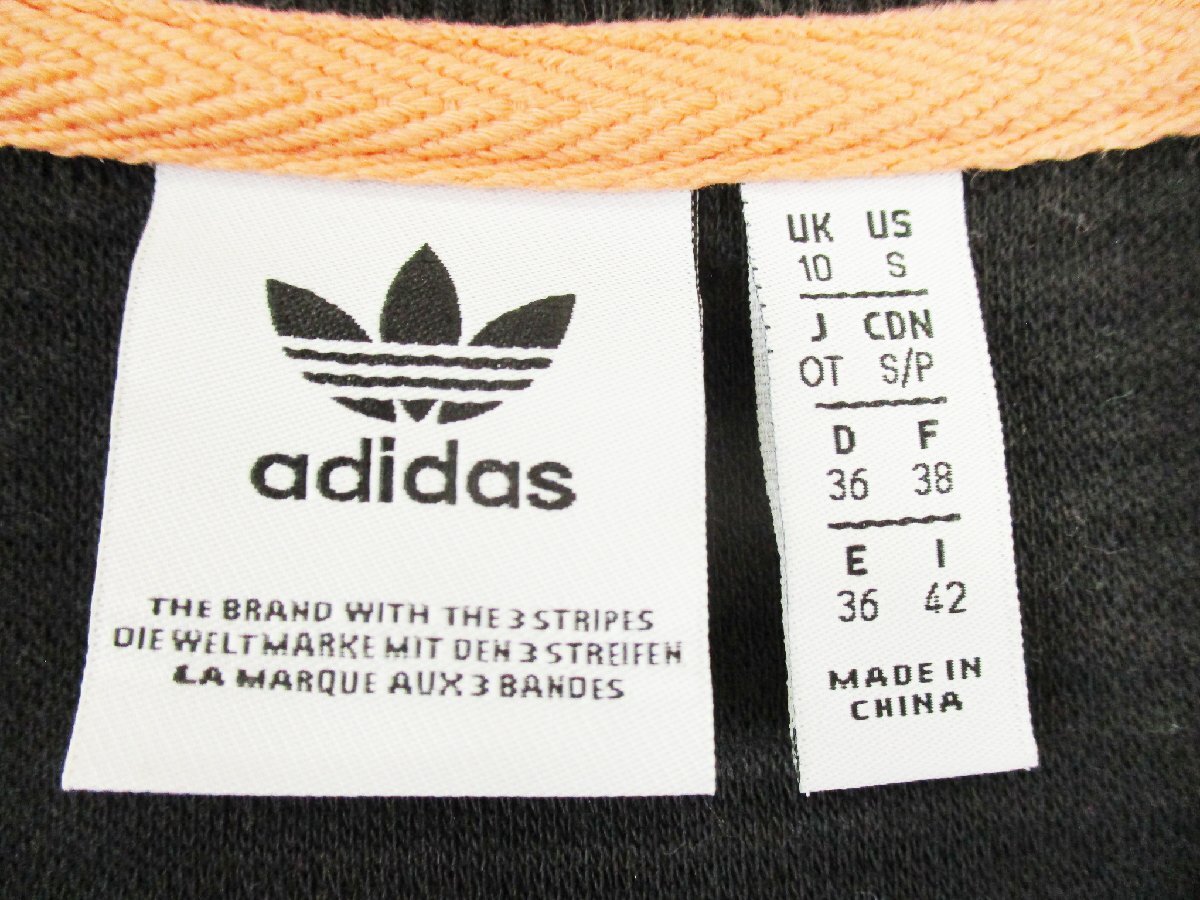 adidas
THE BRAND WITH THE 3 STRIPES
DIE WELTMARKE MIT DEN 3 STREIFEN
LA MARQUE AUX 3 BANDES
UK US
10 S
J CDN
OT S/P
D F
36 38
E I
36 42
MADE IN
CHINA